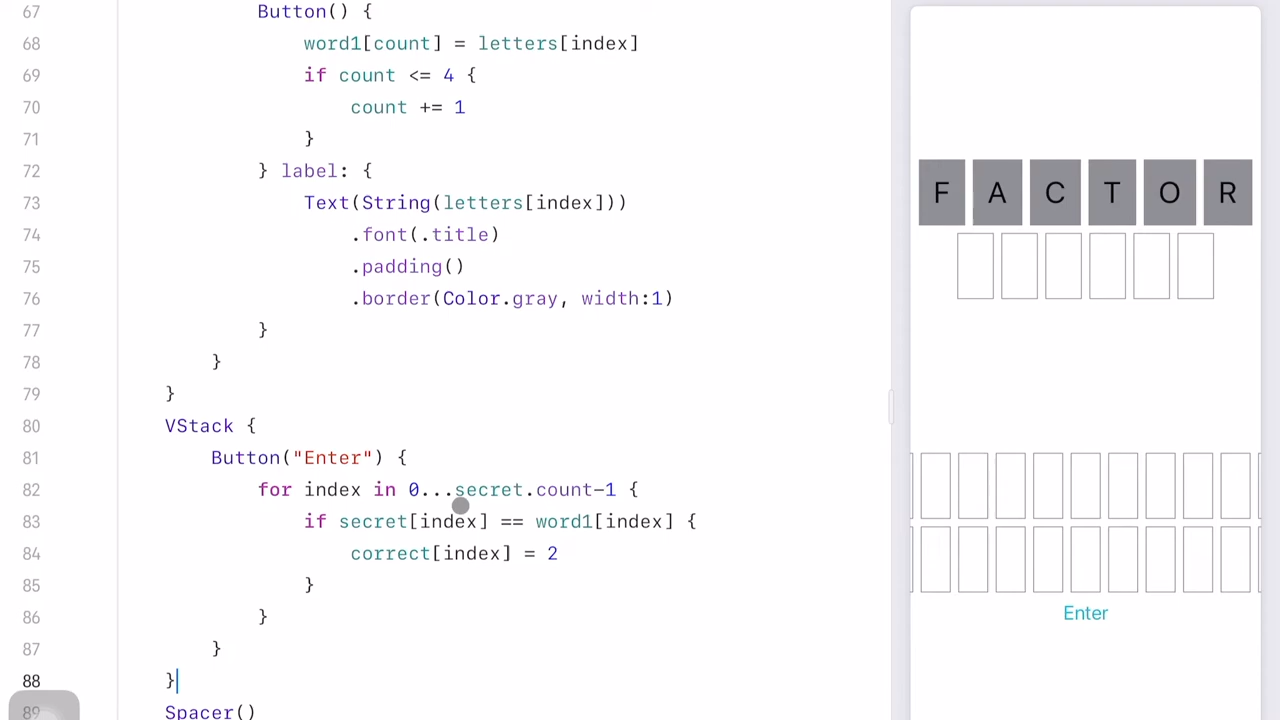 67 Button() {
68 word1[count] = letters[index]
69 if count <= 4 {
70 count += 1
71 }
72 } label: {
73 Text(String(letters[index]))
74 .font(.title)
75 .padding()
76 .border(Color.gray, width:1)
77 }
78 }
79 }
80 VStack {
81 Button("Enter") {
82 for index in 0...secret.count-1 {
83 if secret[index] == word1[index] {
84 correct[index] = 2
85 }
86 }
87 }
88 }
89 Spacer()
F A C T O R
Enter